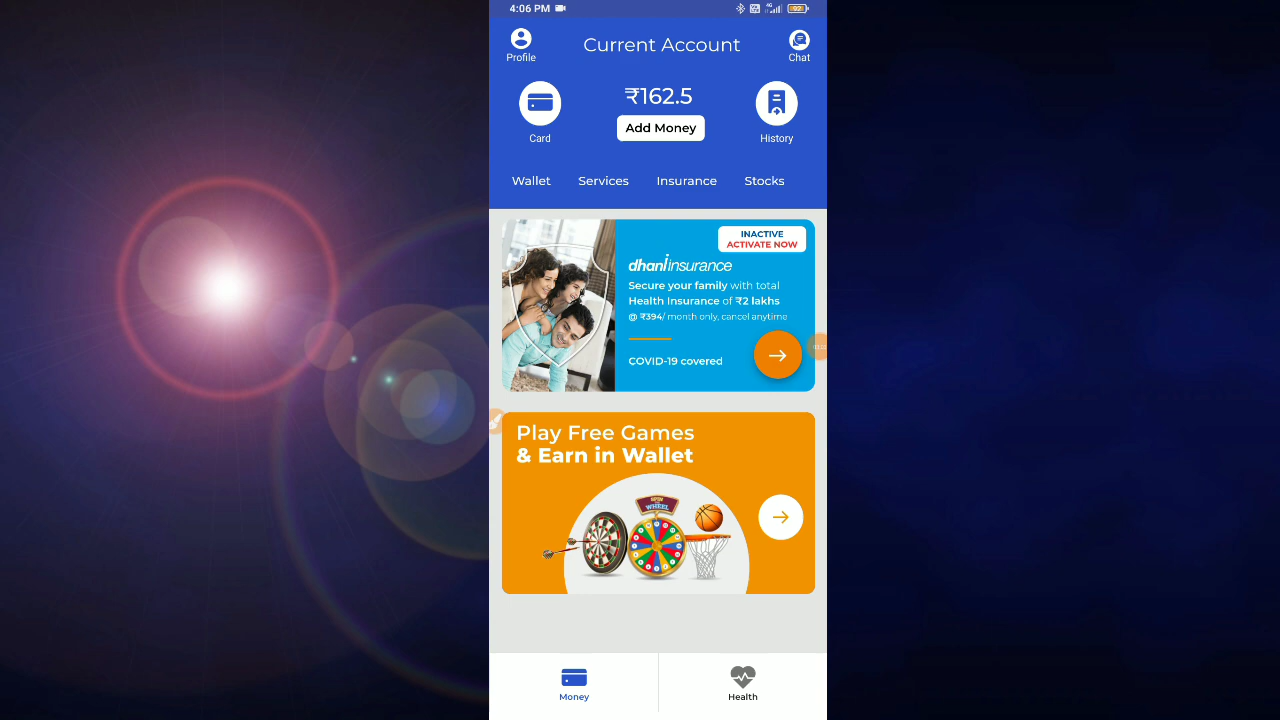 4:06 PM
92
Profile
Current Account
Chat
Card
₹162.5
Add Money
History
Wallet
Services
Insurance
Stocks
INACTIVE
ACTIVATE NOW
dhani insurance
Secure your family with total
Health Insurance of ₹2 lakhs
@ ₹394/ month only, cancel anytime
COVID-19 covered
Play Free Games
& Earn in Wallet
WHEEL
Money
Health